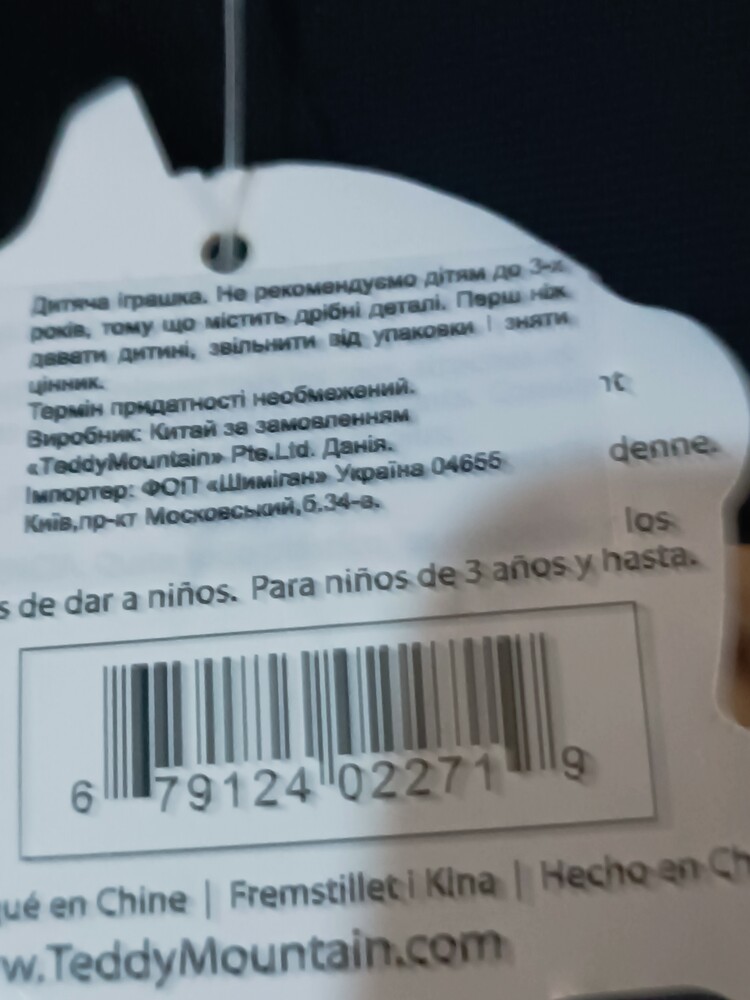 Дитяча іграшка. Не рекомендуємо дітям до 3-х
років, тому що містить дрібні деталі. Перш ніж
давати дитині, звільнити від упаковки і зняти
цінник.
Термін придатності необмежений.
Виробник: Китай за замовленням
«TeddyMountain» Pte.Ltd. Данія.
Імпортер: ФОП «Шиміган» Україна 04655
Київ,пр-кт Московський,б.34-в.
denne.
los
s de dar a niños. Para niños de 3 años y hasta.
6 79124 02271 9
qué en Chine | Fremstillet i Kina | Hecho en Ch
w.TeddyMountain.com